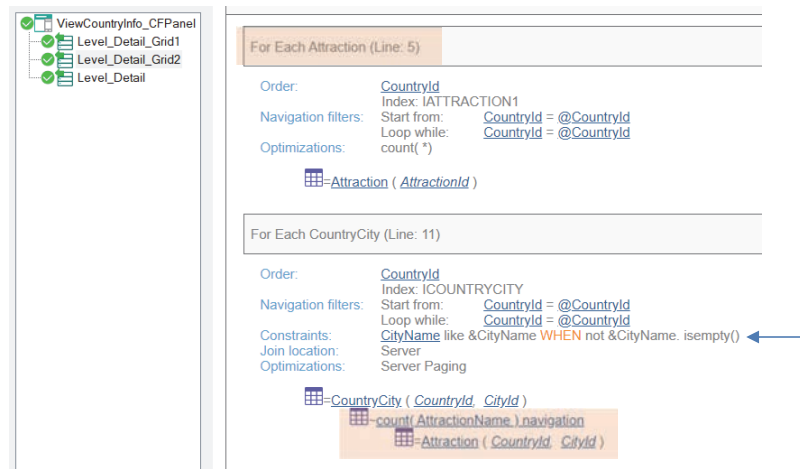 ViewCountryInfo_CFPanel
Level_Detail_Grid1
Level_Detail_Grid2
Level_Detail
For Each Attraction (Line: 5)
Order: CountryId
Index: IATTRACTION1
Navigation filters: Start from: CountryId = @CountryId
Loop while: CountryId = @CountryId
Optimizations: count( *)
=Attraction ( AttractionId )
For Each CountryCity (Line: 11)
Order: CountryId
Index: ICOUNTRYCITY
Navigation filters: Start from: CountryId = @CountryId
Loop while: CountryId = @CountryId
Constraints: CityName like &CityName WHEN not &CityName. isempty()
Join location: Server
Optimizations: Server Paging
=CountryCity ( CountryId, CityId )
~count( AttractionName ) navigation
=Attraction ( CountryId, CityId )